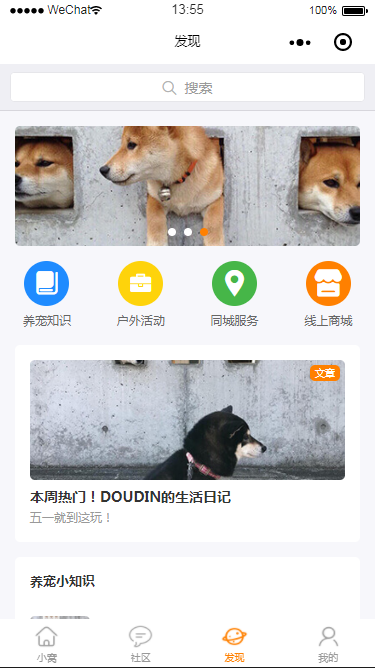 WeChat 13:55 100%
发现
搜索
养宠知识 户外活动 同城服务 线上商城
文章
本周热门！DOUDIN的生活日记
五一就到这玩！
养宠小知识
小窝 社区 发现 我的